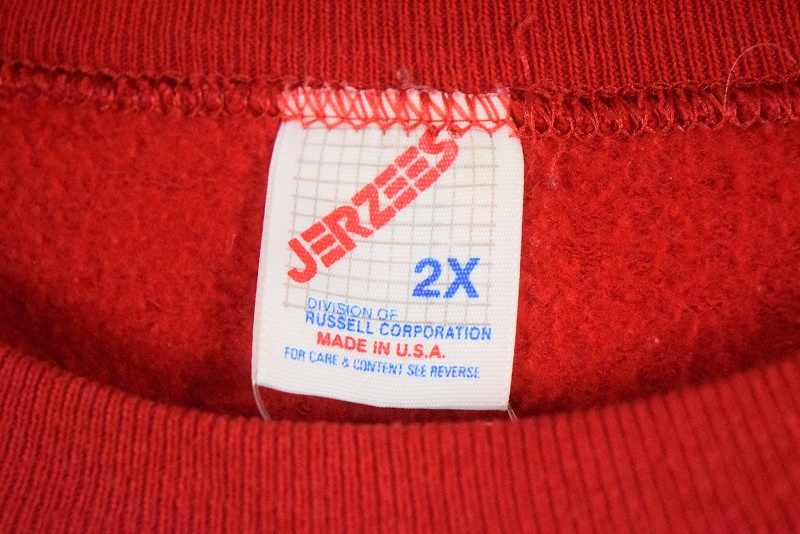 JERZEES
2X
DIVISION OF
RUSSELL CORPORATION
MADE IN U.S.A.
FOR CARE & CONTENT SEE REVERSE